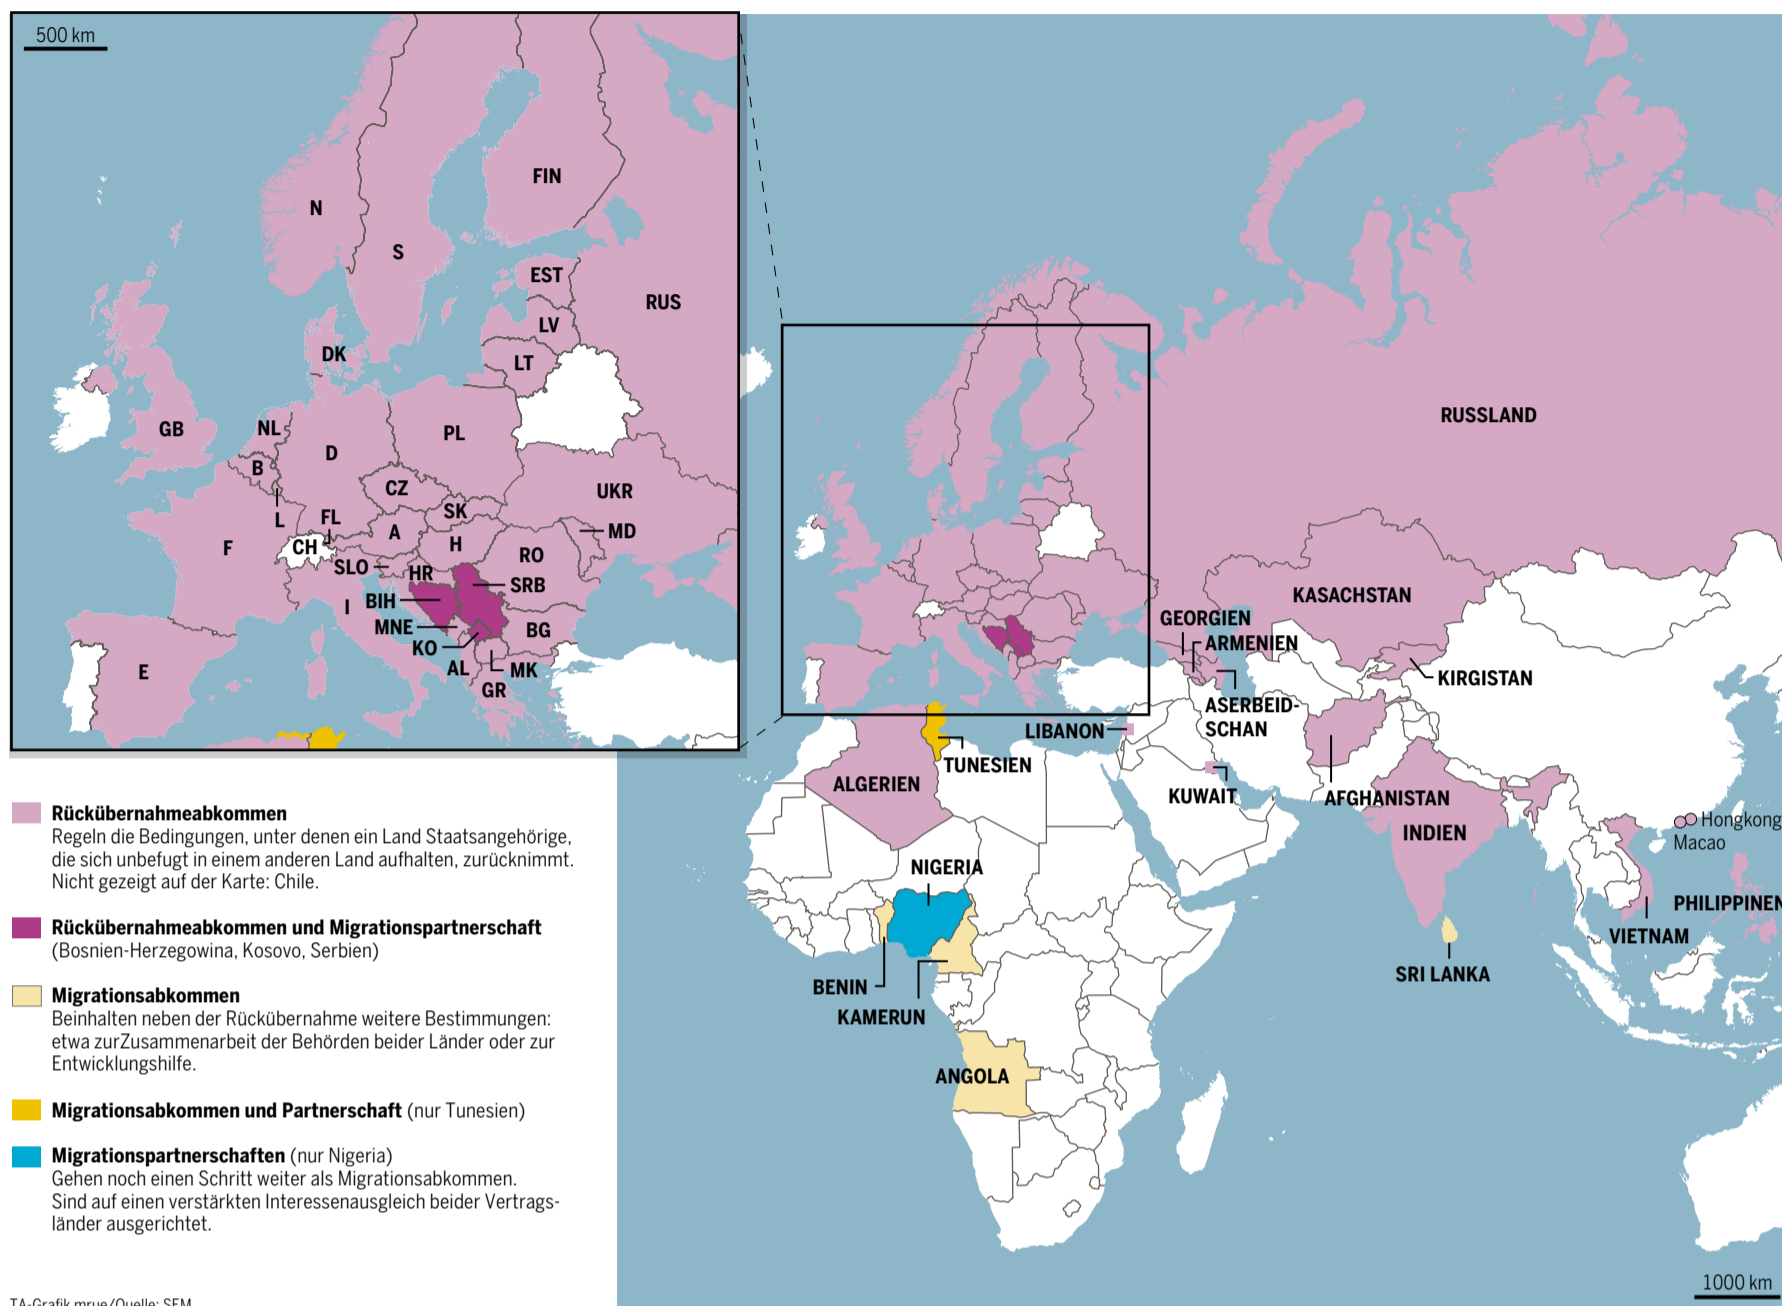 500 km
N
FIN
S
EST
RUS
LV
DK
LT
GB
NL
PL
D
B
CZ
UKR
L
FL
SK
A
MD
CH
F
H
RO
SLO
HR
SRB
BIH
I
MNE
BG
KO
AL
MK
E
GR
RUSSLAND
KASACHSTAN
GEORGIEN
ARMENIEN
KIRGISTAN
ASERBEID-
SCHAN
LIBANON
TUNESIEN
ALGERIEN
KUWAIT
AFGHANISTAN
INDIEN
Hongkong
Macao
NIGERIA
PHILIPPINEN
VIETNAM
SRI LANKA
BENIN
KAMERUN
ANGOLA
1000 km
Rückübernahmeabkommen
Regeln die Bedingungen, unter denen ein Land Staatsangehörige,
die sich unbefugt in einem anderen Land aufhalten, zurücknimmt.
Nicht gezeigt auf der Karte: Chile.
Rückübernahmeabkommen und Migrationspartnerschaft
(Bosnien-Herzegowina, Kosovo, Serbien)
Migrationsabkommen
Beinhalten neben der Rückübernahme weitere Bestimmungen:
etwa zurZusammenarbeit der Behörden beider Länder oder zur
Entwicklungshilfe.
Migrationsabkommen und Partnerschaft (nur Tunesien)
Migrationspartnerschaften (nur Nigeria)
Gehen noch einen Schritt weiter als Migrationsabkommen.
Sind auf einen verstärkten Interessenausgleich beider Vertrags-
länder ausgerichtet.
TA-Grafik mrue/Quelle: SEM